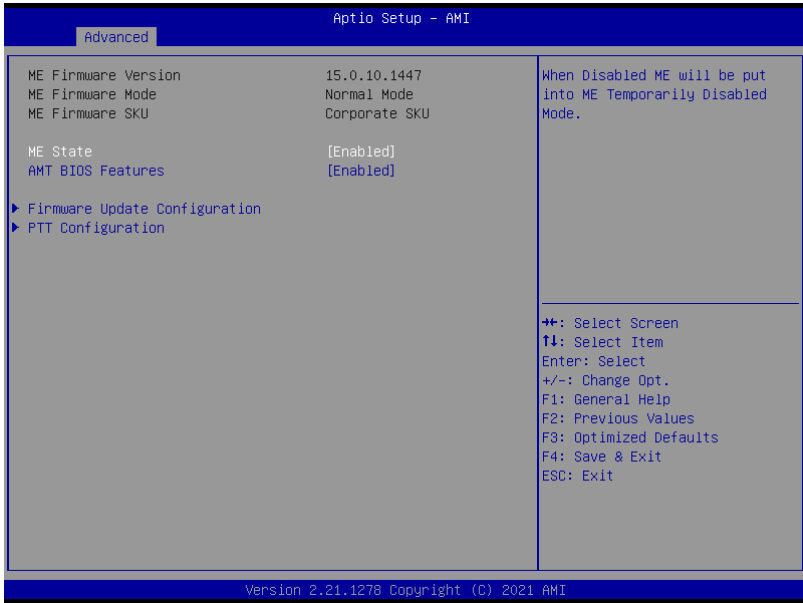 Aptio Setup – AMI
Advanced
ME Firmware Version 15.0.10.1447
ME Firmware Mode Normal Mode
ME Firmware SKU Corporate SKU
ME State [Enabled]
AMT BIOS Features [Enabled]
Firmware Update Configuration
PTT Configuration
When Disabled ME will be put
into ME Temporarily Disabled
Mode.
→←: Select Screen
↑↓: Select Item
Enter: Select
+/-: Change Opt.
F1: General Help
F2: Previous Values
F3: Optimized Defaults
F4: Save & Exit
ESC: Exit
Version 2.21.1278 Copyright (C) 2021 AMI